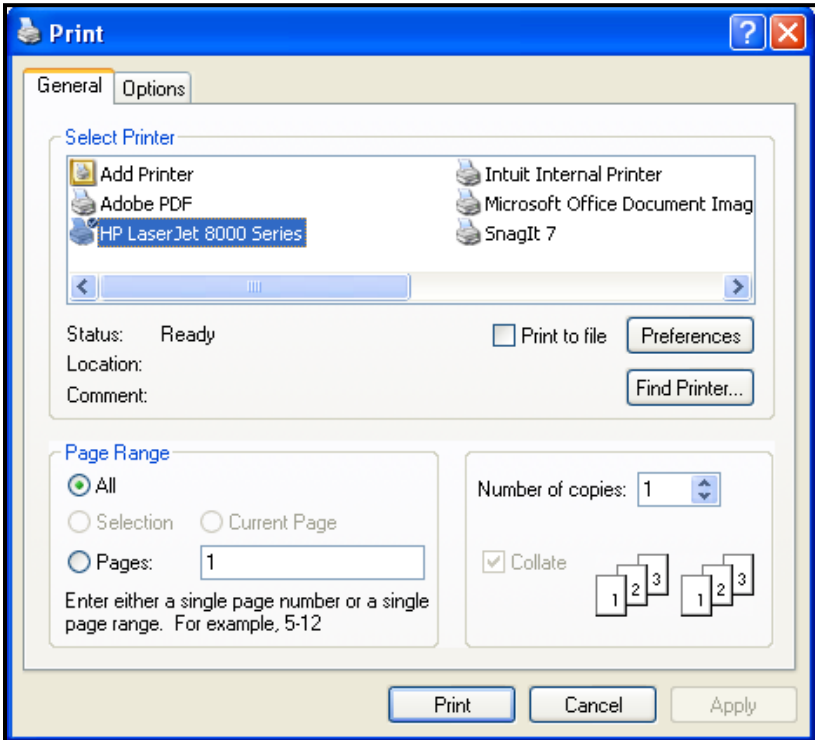 Print
General
Options
Select Printer
Add Printer
Intuit Internal Printer
Adobe PDF
Microsoft Office Document Imag
HP LaserJet 8000 Series
SnagIt 7
Status: Ready
Print to file
Preferences
Location:
Comment:
Find Printer...
Page Range
All
Selection
Current Page
Pages: 1
Enter either a single page number or a single
page range. For example, 5-12
Number of copies: 1
Collate
1 2 3 1 2 3
Print
Cancel
Apply